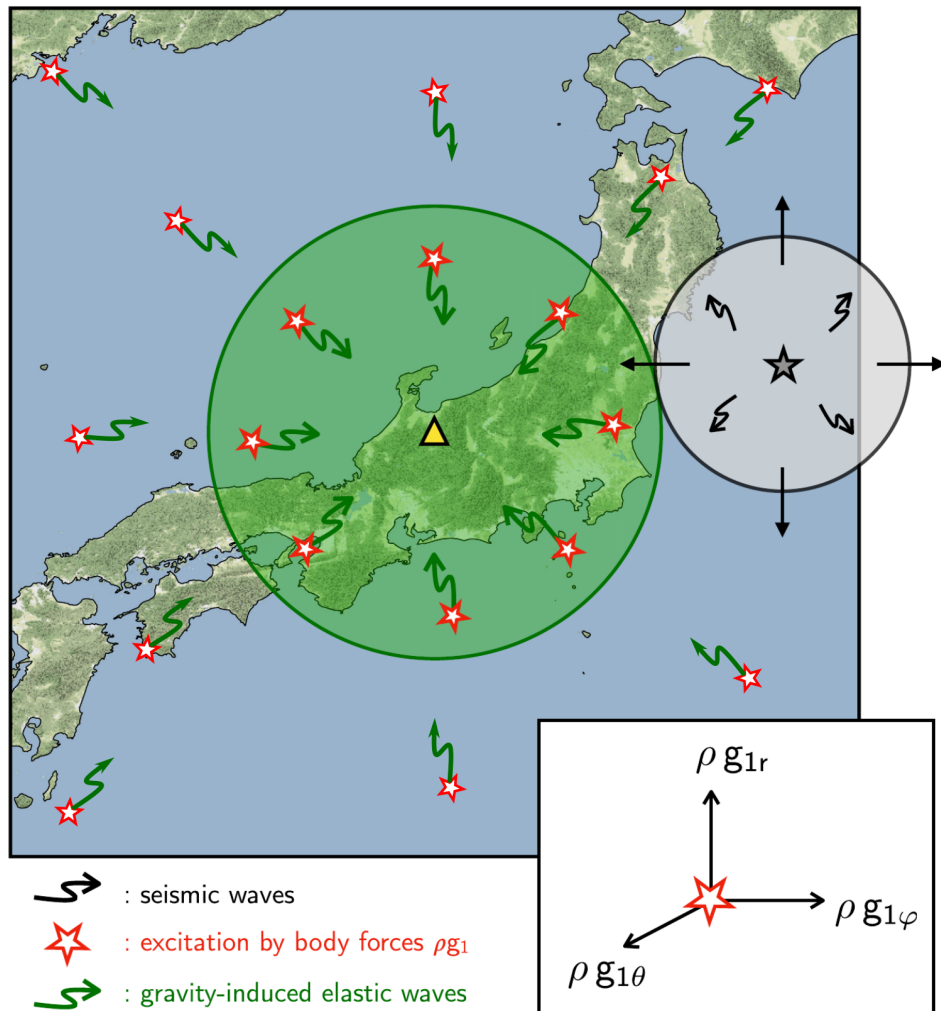 ρ g₁ᵣ
ρ g₁φ
ρ g₁θ
: seismic waves
: excitation by body forces ρg₁
: gravity-induced elastic waves